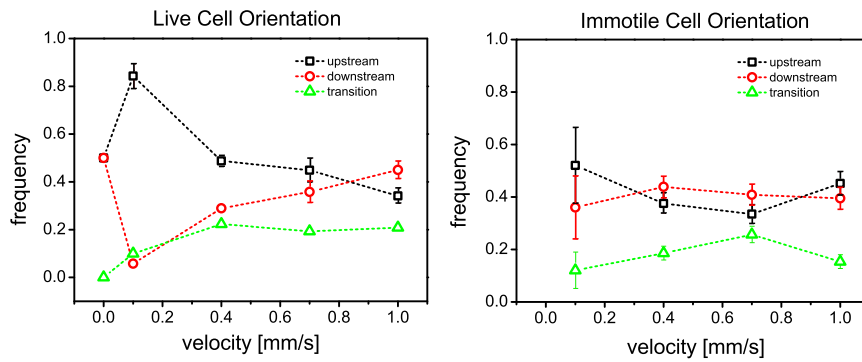 Live Cell Orientation
1.0
0.8
0.6
0.4
0.2
0.0
frequency
upstream
downstream
transition
0.0 0.2 0.4 0.6 0.8 1.0
velocity [mm/s]
Immotile Cell Orientation
1.0
0.8
0.6
0.4
0.2
0.0
frequency
upstream
downstream
transition
0.0 0.2 0.4 0.6 0.8 1.0
velocity [mm/s]